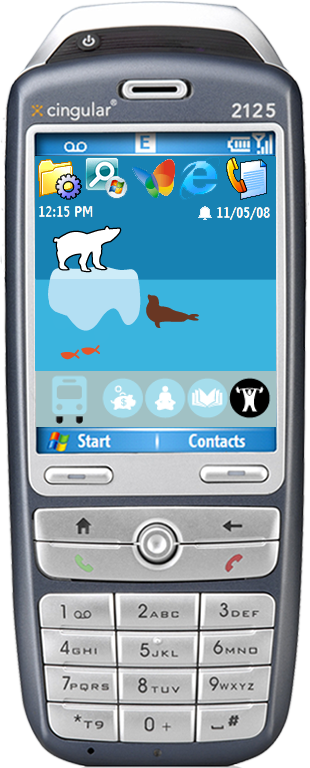 cingular®
2125
E
12:15 PM
11/05/08
Start
Contacts
1
2ABC
3DEF
4GHI
5JKL
6MNO
7PQRS
8TUV
9WXYZ
*T9
0 +
#